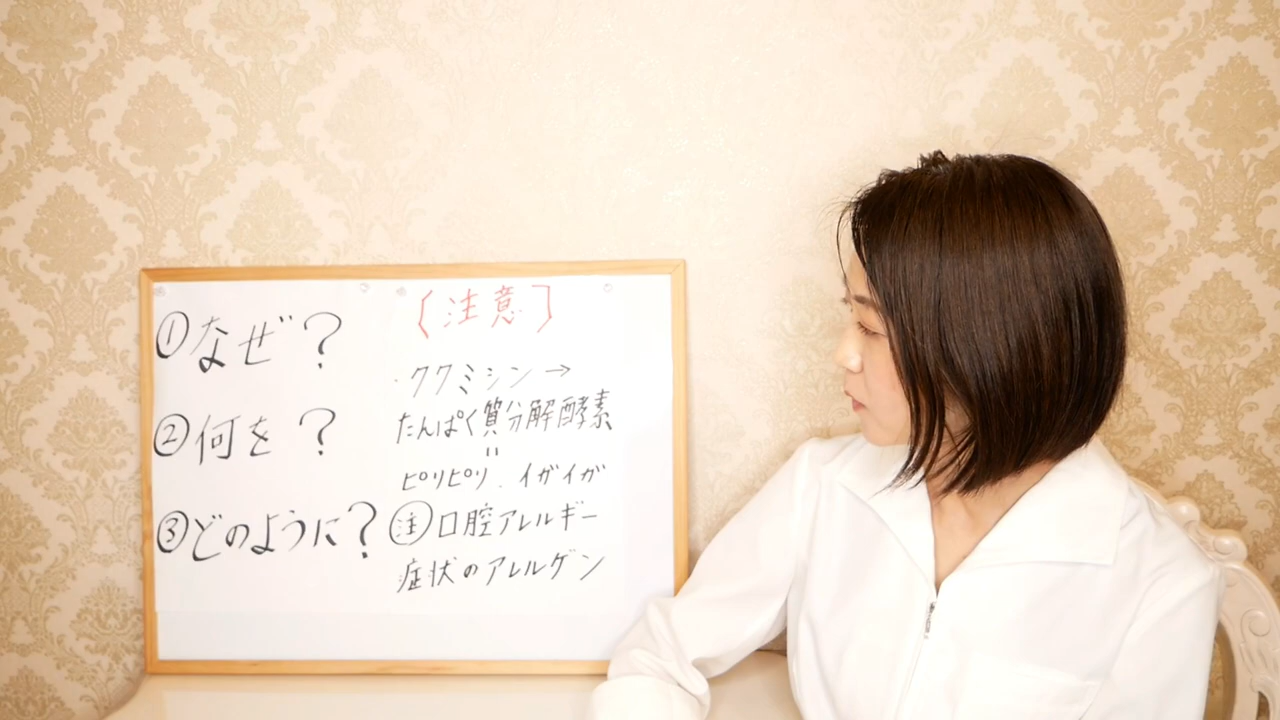 ①なぜ？
②何を？
③どのように？
〔注意〕
・ククミシン→
たんぱく質分解酵素
〃
ピリピリ．イガイガ
㊟口腔アレルギー
症状のアレルゲン